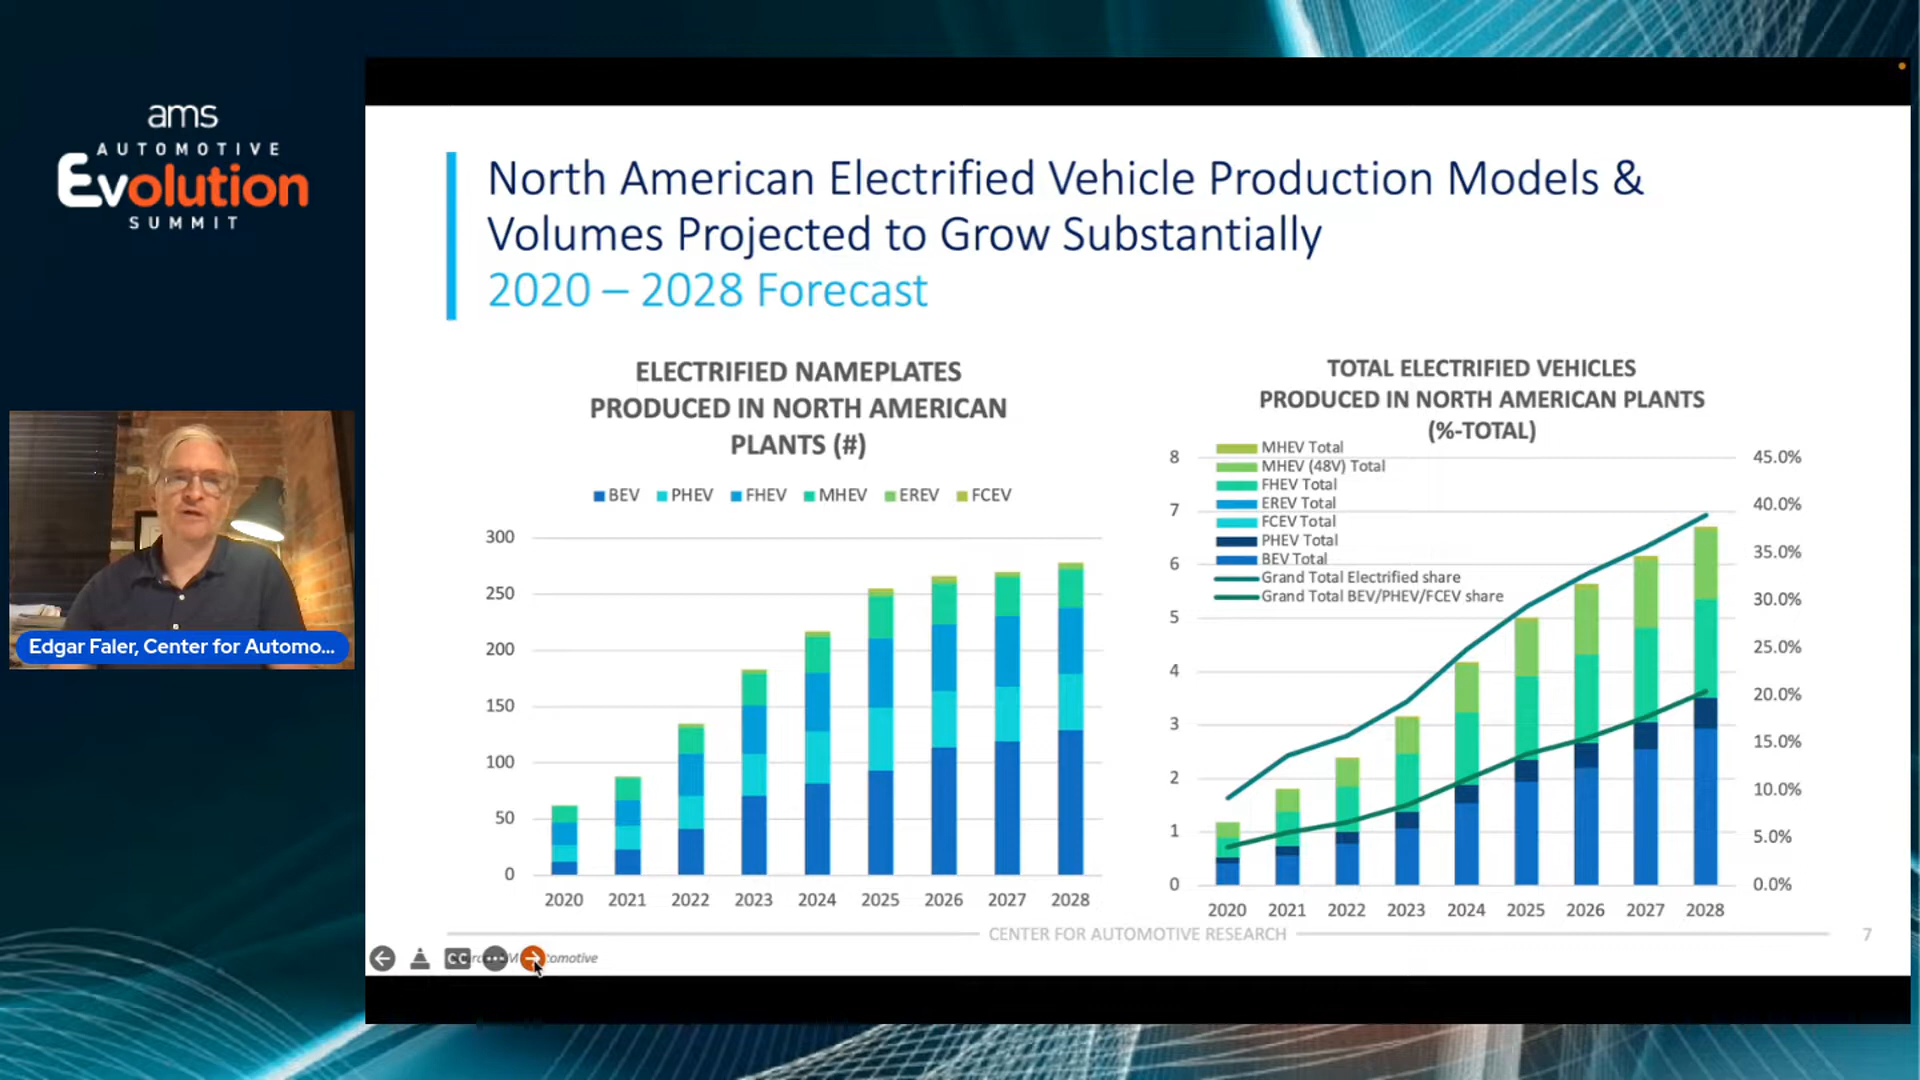 ams
AUTOMOTIVE
Evolution
SUMMIT
Edgar Faler, Center for Automo...
North American Electrified Vehicle Production Models &
Volumes Projected to Grow Substantially
2020 – 2028 Forecast
ELECTRIFIED NAMEPLATES
PRODUCED IN NORTH AMERICAN
PLANTS (#)
BEV PHEV FHEV MHEV EREV FCEV
300
250
200
150
100
50
0
2020 2021 2022 2023 2024 2025 2026 2027 2028
TOTAL ELECTRIFIED VEHICLES
PRODUCED IN NORTH AMERICAN PLANTS
(%-TOTAL)
MHEV Total
MHEV (48V) Total
FHEV Total
EREV Total
FCEV Total
PHEV Total
BEV Total
Grand Total Electrified share
Grand Total BEV/PHEV/FCEV share
8
7
6
5
4
3
2
1
0
45.0%
40.0%
35.0%
30.0%
25.0%
20.0%
15.0%
10.0%
5.0%
0.0%
2020 2021 2022 2023 2024 2025 2026 2027 2028
CENTER FOR AUTOMOTIVE RESEARCH
7
CC